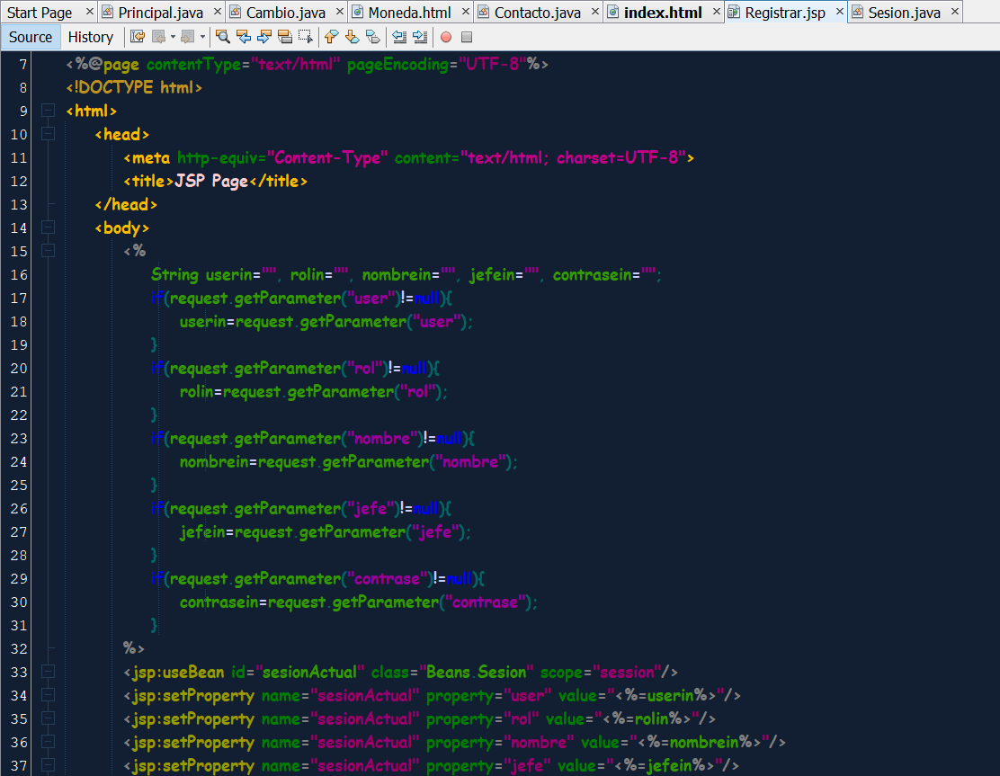 Start Page Principal.java Cambio.java Moneda.html Contacto.java index.html Registrar.jsp Sesion.java
Source History
7 <%@page contentType="text/html" pageEncoding="UTF-8"%>
8 <!DOCTYPE html>
9 <html>
10 <head>
11 <meta http-equiv="Content-Type" content="text/html; charset=UTF-8">
12 <title>JSP Page</title>
13 </head>
14 <body>
15 <%
16 String userin="", rolin="", nombrein="", jefein="", contrasein="";
17 if(request.getParameter("user")!=null){
18 userin=request.getParameter("user");
19 }
20 if(request.getParameter("rol")!=null){
21 rolin=request.getParameter("rol");
22 }
23 if(request.getParameter("nombre")!=null){
24 nombrein=request.getParameter("nombre");
25 }
26 if(request.getParameter("jefe")!=null){
27 jefein=request.getParameter("jefe");
28 }
29 if(request.getParameter("contrase")!=null){
30 contrasein=request.getParameter("contrase");
31 }
32 %>
33 <jsp:useBean id="sesionActual" class="Beans.Sesion" scope="session"/>
34 <jsp:setProperty name="sesionActual" property="user" value="<%=userin%>"/>
35 <jsp:setProperty name="sesionActual" property="rol" value="<%=rolin%>"/>
36 <jsp:setProperty name="sesionActual" property="nombre" value="<%=nombrein%>"/>
37 <jsp:setProperty name="sesionActual" property="jefe" value="<%=jefein%>"/>